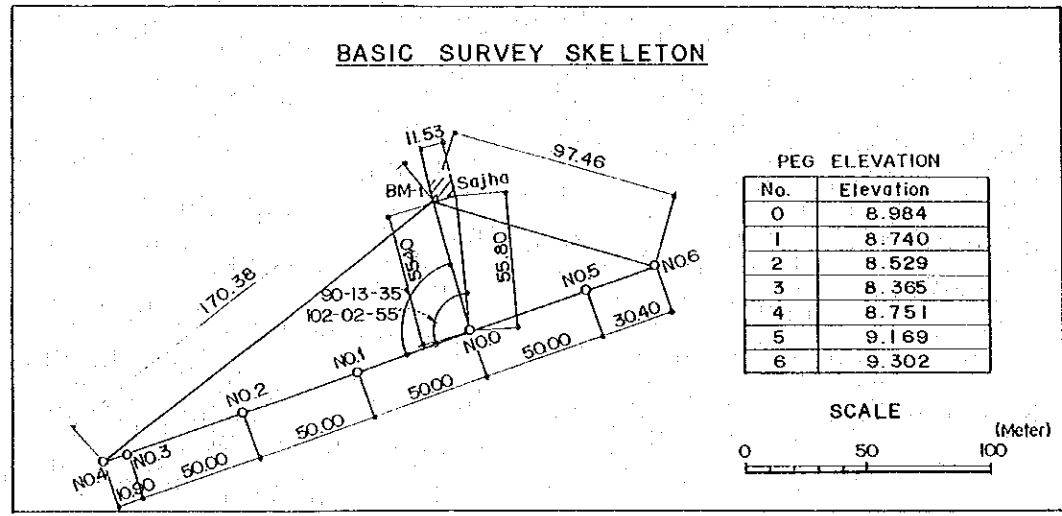 BASIC SURVEY SKELETON
11.53
97.46
BM-1 Sajha
170.38
55.40
55.80
90-13-35
102-02-55
NO.0
NO.1
NO.2
NO.3
NO.4
NO.5
NO.6
30.40
50.00
50.00
50.00
50.00
10.90
PEG ELEVATION
No. Elevation
0 8.984
1 8.740
2 8.529
3 8.365
4 8.751
5 9.169
6 9.302
SCALE
(Meter)
0 50 100